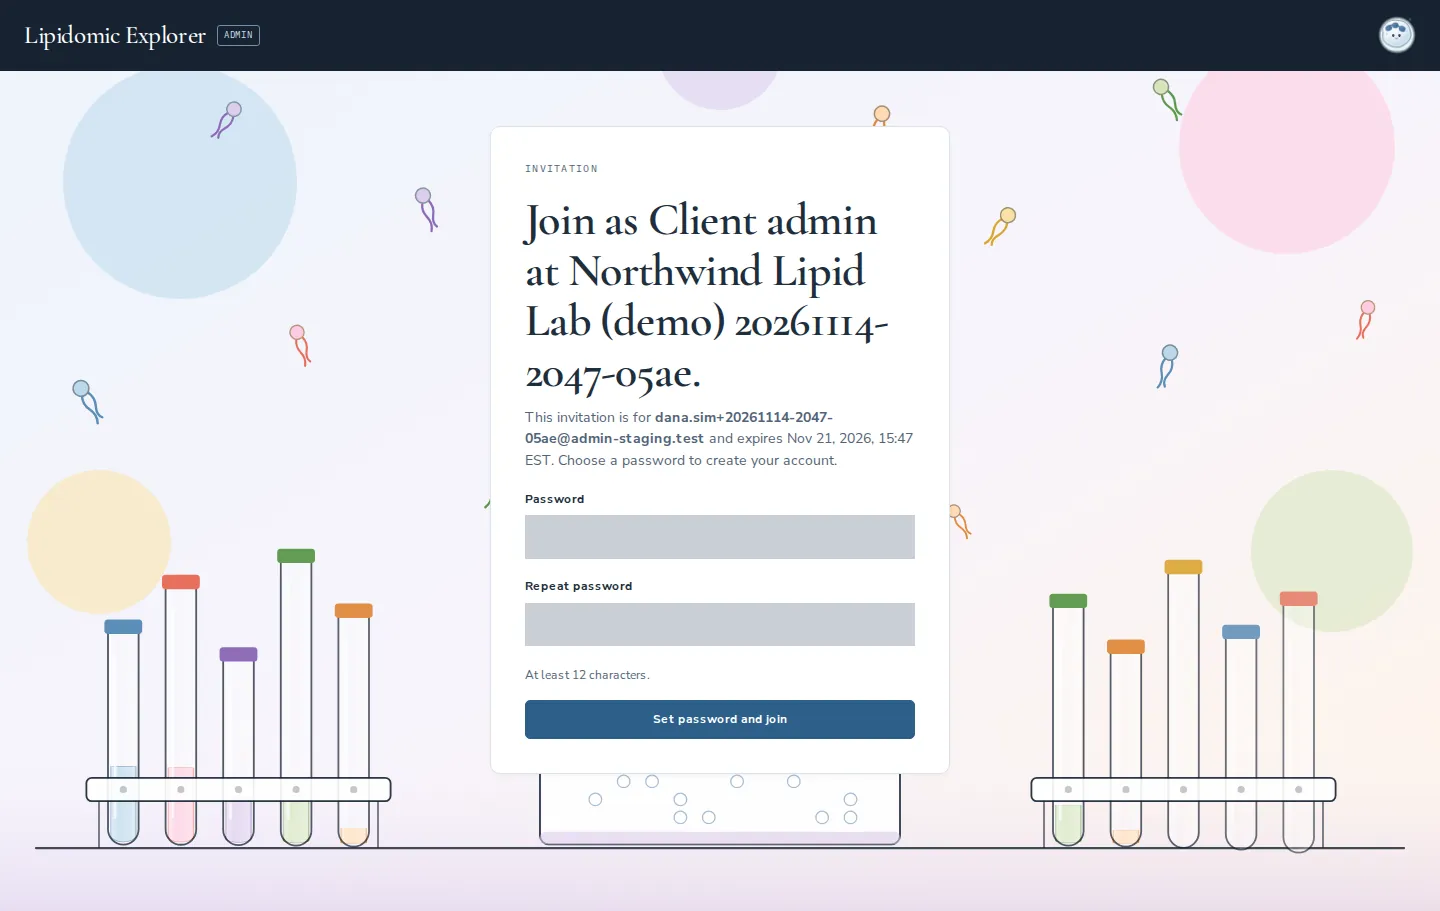 Lipidomic Explorer ADMIN
INVITATION
Join as Client admin
at Northwind Lipid
Lab (demo) 20261114-
2047-05ae.
This invitation is for dana.sim+20261114-2047-
05ae@admin-staging.test and expires Nov 21, 2026, 15:47
EST. Choose a password to create your account.
Password
Repeat password
At least 12 characters.
Set password and join